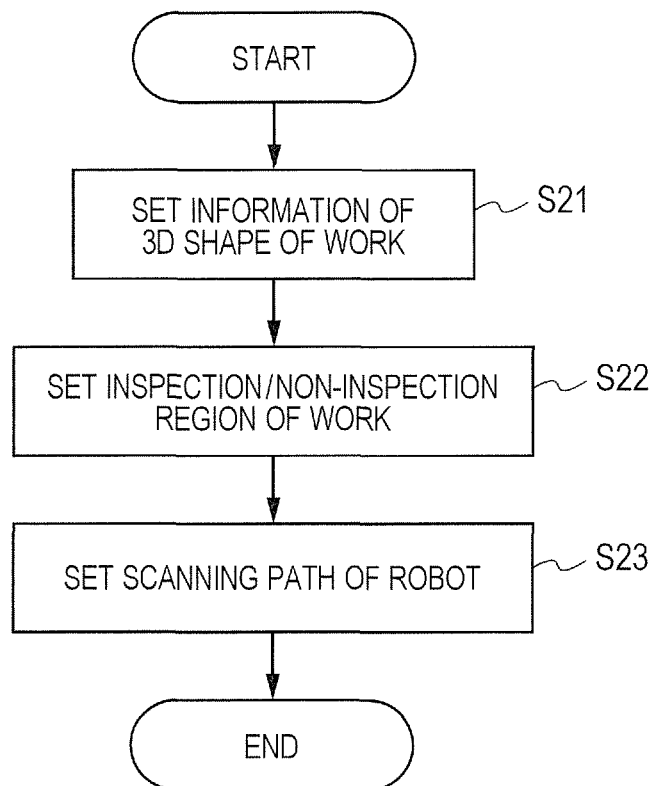 START
SET INFORMATION OF
3D SHAPE OF WORK
S21
SET INSPECTION/NON-INSPECTION
REGION OF WORK
S22
SET SCANNING PATH OF ROBOT
S23
END